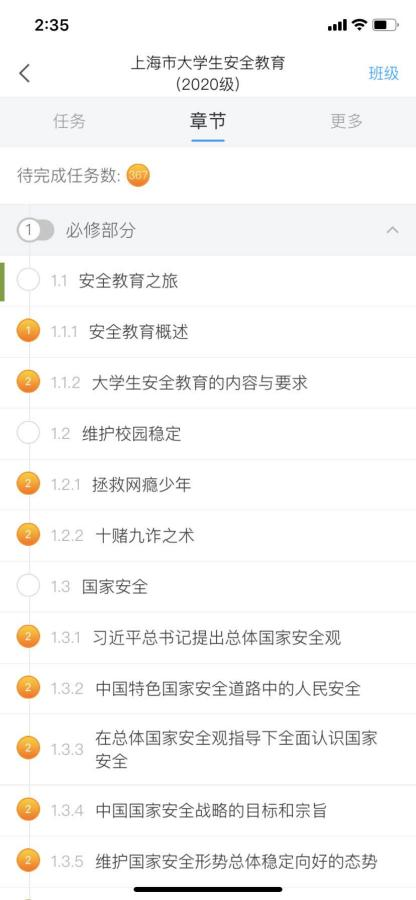 2:35
上海市大学生安全教育
(2020级)
班级
任务
章节
更多
待完成任务数: 367
1 必修部分
1.1 安全教育之旅
1 1.1.1 安全教育概述
2 1.1.2 大学生安全教育的内容与要求
1.2 维护校园稳定
2 1.2.1 拯救网瘾少年
2 1.2.2 十赌九诈之术
1.3 国家安全
2 1.3.1 习近平总书记提出总体国家安全观
2 1.3.2 中国特色国家安全道路中的人民安全
2 1.3.3 在总体国家安全观指导下全面认识国家
安全
2 1.3.4 中国国家安全战略的目标和宗旨
2 1.3.5 维护国家安全形势总体稳定向好的态势